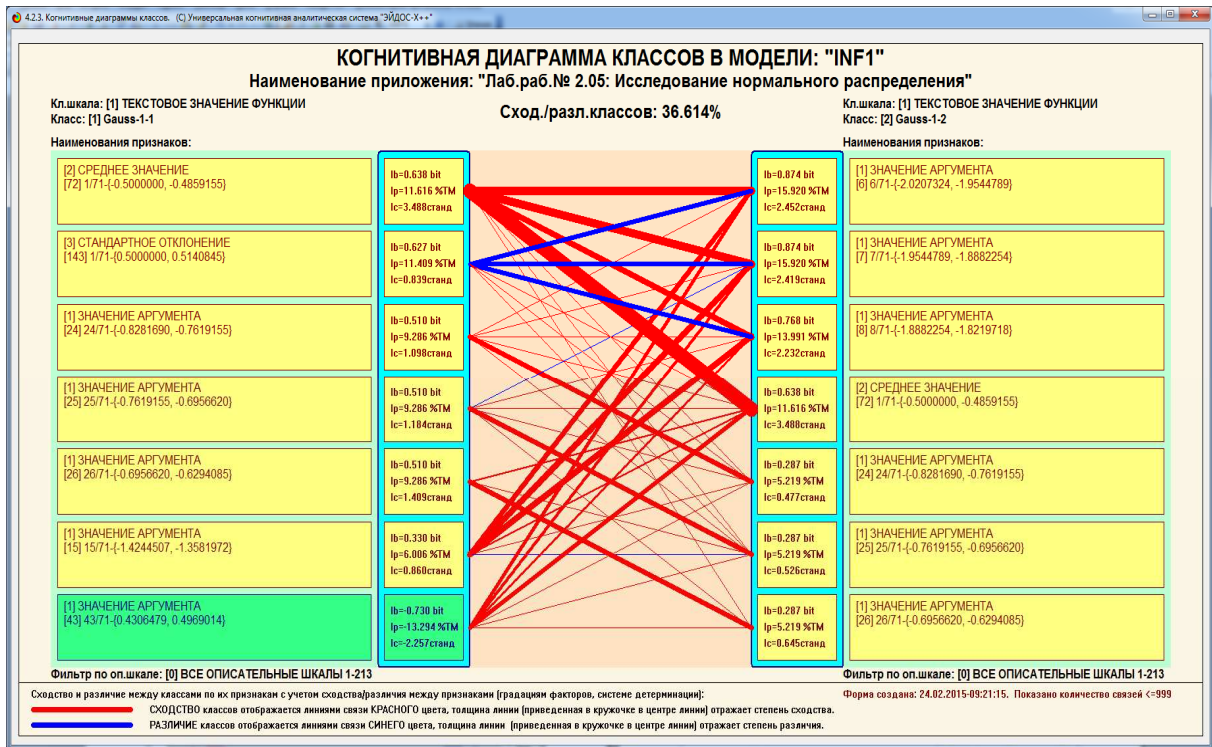 4.2.3. Когнитивные диаграммы классов. (С) Универсальная когнитивная аналитическая система "ЭЙДОС-Х++"
КОГНИТИВНАЯ ДИАГРАММА КЛАССОВ В МОДЕЛИ: "INF1"
Наименование приложения: "Лаб.раб.№ 2.05: Исследование нормального распределения"
Кл.шкала: [1] ТЕКСТОВОЕ ЗНАЧЕНИЕ ФУНКЦИИ
Класс: [1] Gauss-1-1
Сход./разл.классов: 36.614%
Кл.шкала: [1] ТЕКСТОВОЕ ЗНАЧЕНИЕ ФУНКЦИИ
Класс: [2] Gauss-1-2
Наименования признаков:
Наименования признаков:
[2] СРЕДНЕЕ ЗНАЧЕНИЕ
[72] 1/71-{-0.5000000, -0.4859155}
Ib=0.638 bit
Ip=11.616 %ТМ
Ic=3.488станд
Ib=0.874 bit
Ip=15.920 %ТМ
Ic=2.452станд
[1] ЗНАЧЕНИЕ АРГУМЕНТА
[6] 6/71-{-2.0207324, -1.9544789}
[3] СТАНДАРТНОЕ ОТКЛОНЕНИЕ
[143] 1/71-{0.5000000, 0.5140845}
Ib=0.627 bit
Ip=11.409 %ТМ
Ic=0.839станд
Ib=0.874 bit
Ip=15.920 %ТМ
Ic=2.419станд
[1] ЗНАЧЕНИЕ АРГУМЕНТА
[7] 7/71-{-1.9544789, -1.8882254}
[1] ЗНАЧЕНИЕ АРГУМЕНТА
[24] 24/71-{-0.8281690, -0.7619155}
Ib=0.510 bit
Ip=9.286 %ТМ
Ic=1.098станд
Ib=0.768 bit
Ip=13.991 %ТМ
Ic=2.232станд
[1] ЗНАЧЕНИЕ АРГУМЕНТА
[8] 8/71-{-1.8882254, -1.8219718}
[1] ЗНАЧЕНИЕ АРГУМЕНТА
[25] 25/71-{-0.7619155, -0.6956620}
Ib=0.510 bit
Ip=9.286 %ТМ
Ic=1.184станд
Ib=0.638 bit
Ip=11.616 %ТМ
Ic=3.488станд
[2] СРЕДНЕЕ ЗНАЧЕНИЕ
[72] 1/71-{-0.5000000, -0.4859155}
[1] ЗНАЧЕНИЕ АРГУМЕНТА
[26] 26/71-{-0.6956620, -0.6294085}
Ib=0.510 bit
Ip=9.286 %ТМ
Ic=1.409станд
Ib=0.287 bit
Ip=5.219 %ТМ
Ic=0.477станд
[1] ЗНАЧЕНИЕ АРГУМЕНТА
[24] 24/71-{-0.8281690, -0.7619155}
[1] ЗНАЧЕНИЕ АРГУМЕНТА
[15] 15/71-{-1.4244507, -1.3581972}
Ib=0.330 bit
Ip=6.006 %ТМ
Ic=0.860станд
Ib=0.287 bit
Ip=5.219 %ТМ
Ic=0.526станд
[1] ЗНАЧЕНИЕ АРГУМЕНТА
[25] 25/71-{-0.7619155, -0.6956620}
[1] ЗНАЧЕНИЕ АРГУМЕНТА
[43] 43/71-{0.4306479, 0.4969014}
Ib=-0.730 bit
Ip=-13.294 %ТМ
Ic=-2.257станд
Ib=0.287 bit
Ip=5.219 %ТМ
Ic=0.645станд
[1] ЗНАЧЕНИЕ АРГУМЕНТА
[26] 26/71-{-0.6956620, -0.6294085}
Фильтр по оп.шкале: [0] ВСЕ ОПИСАТЕЛЬНЫЕ ШКАЛЫ 1-213
Фильтр по оп.шкале: [0] ВСЕ ОПИСАТЕЛЬНЫЕ ШКАЛЫ 1-213
Сходство и различие между классами по их признакам с учетом сходства/различия между признаками (градациям факторов, системе детерминации):
Форма создана: 24.02.2015-09:21:15. Показано количество связей <=999
СХОДСТВО классов отображается линиями связи КРАСНОГО цвета, толщина линии (приведенная в кружочке в центре линии) отражает степень сходства.
РАЗЛИЧИЕ классов отображается линиями связи СИНЕГО цвета, толщина линии (приведенная в кружочке в центре линии) отражает степень различия.